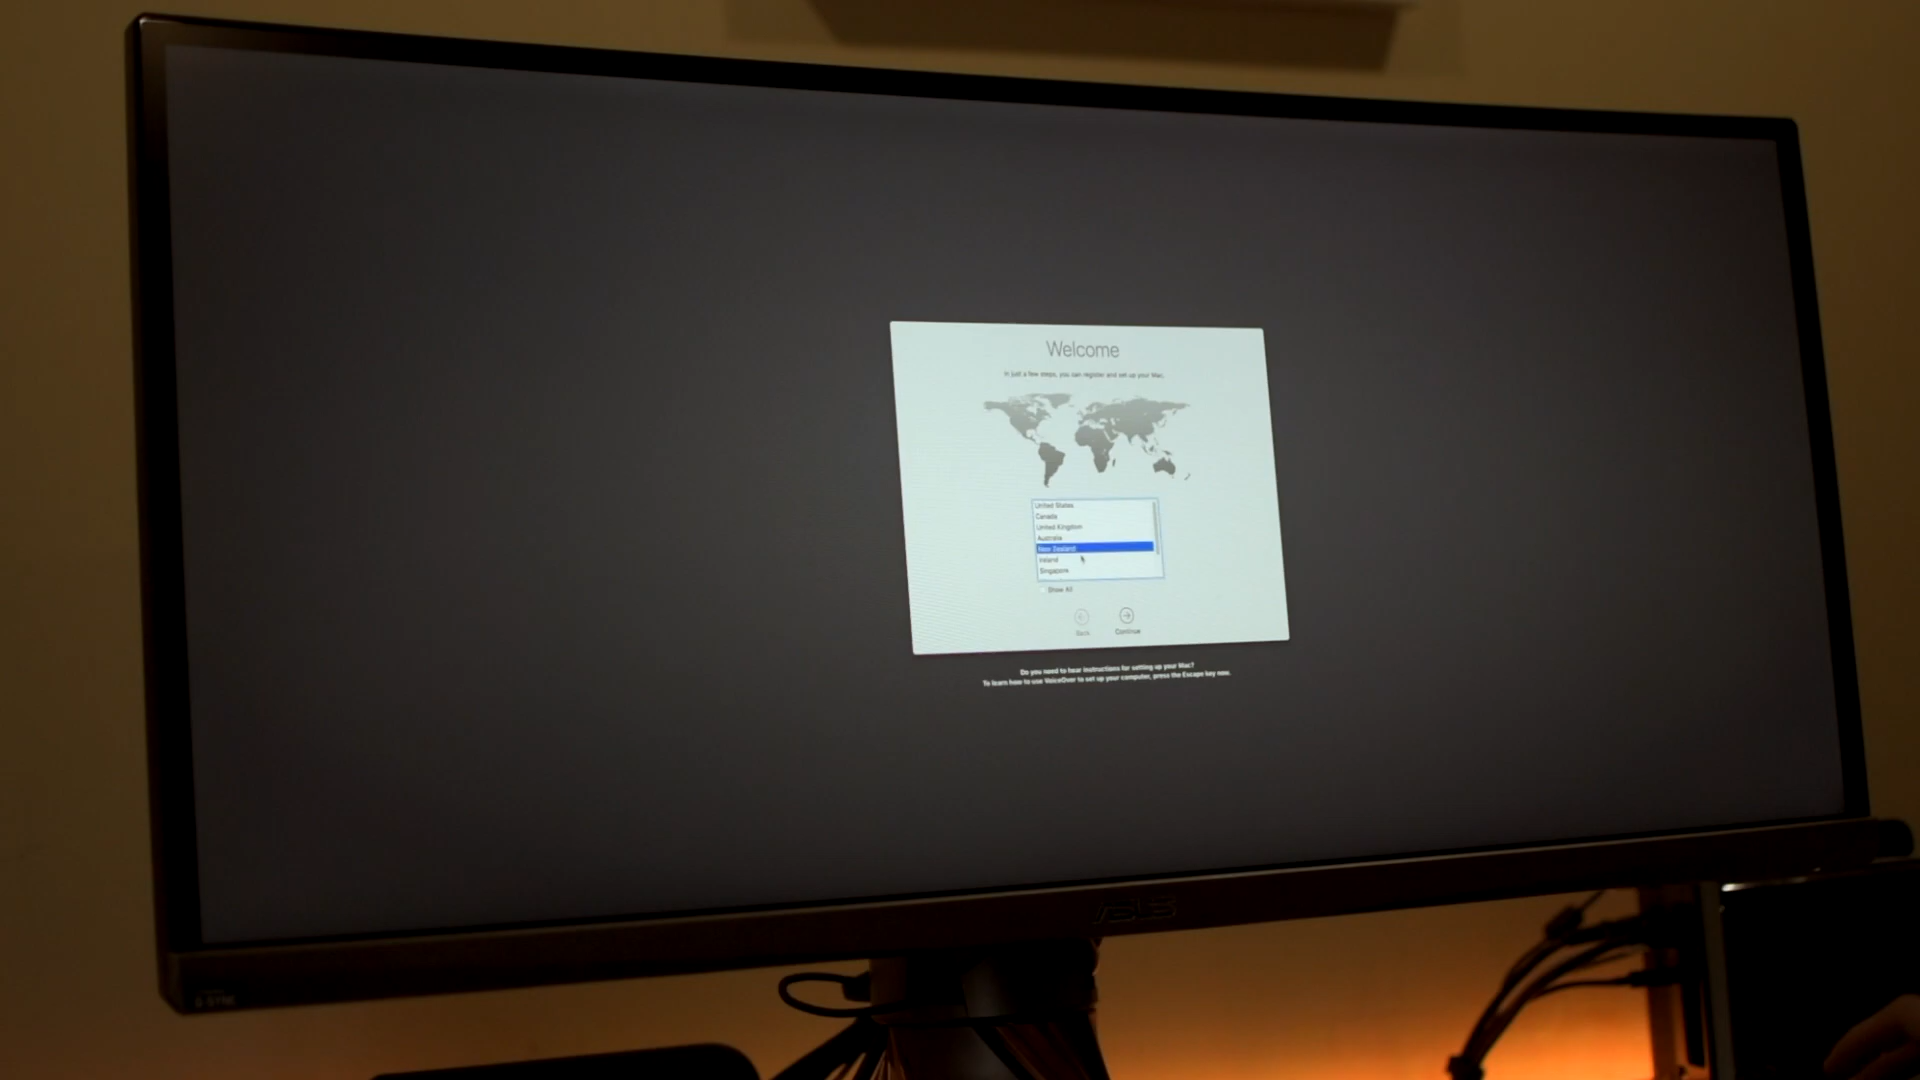 Welcome
In just a few steps, you can register and set up your Mac.
United States
Canada
United Kingdom
Australia
New Zealand
Ireland
Singapore
Show All
Back
Continue
Do you need to hear instructions for setting up your Mac?
To learn how to use VoiceOver to set up your computer, press the Escape key now.
ASUS
G-SYNC